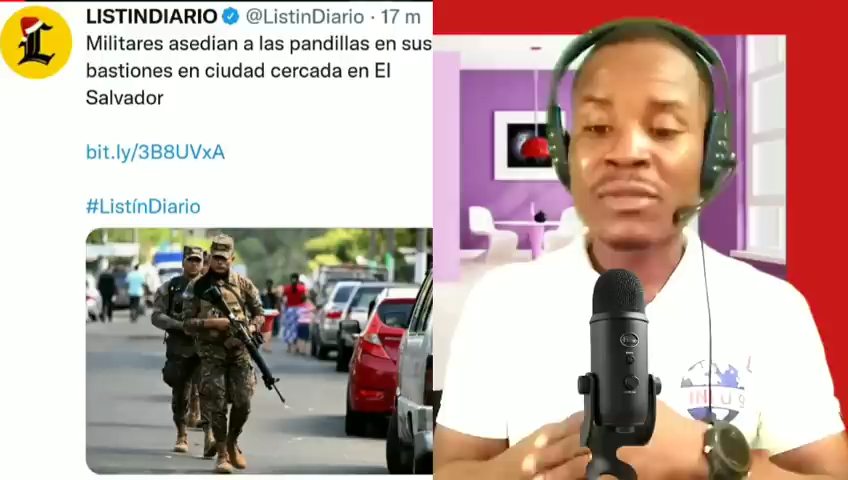 LISTINDIARIO @ListinDiario · 17 m
Militares asedian a las pandillas en sus
bastiones en ciudad cercada en El
Salvador
bit.ly/3B8UVxA
#ListínDiario